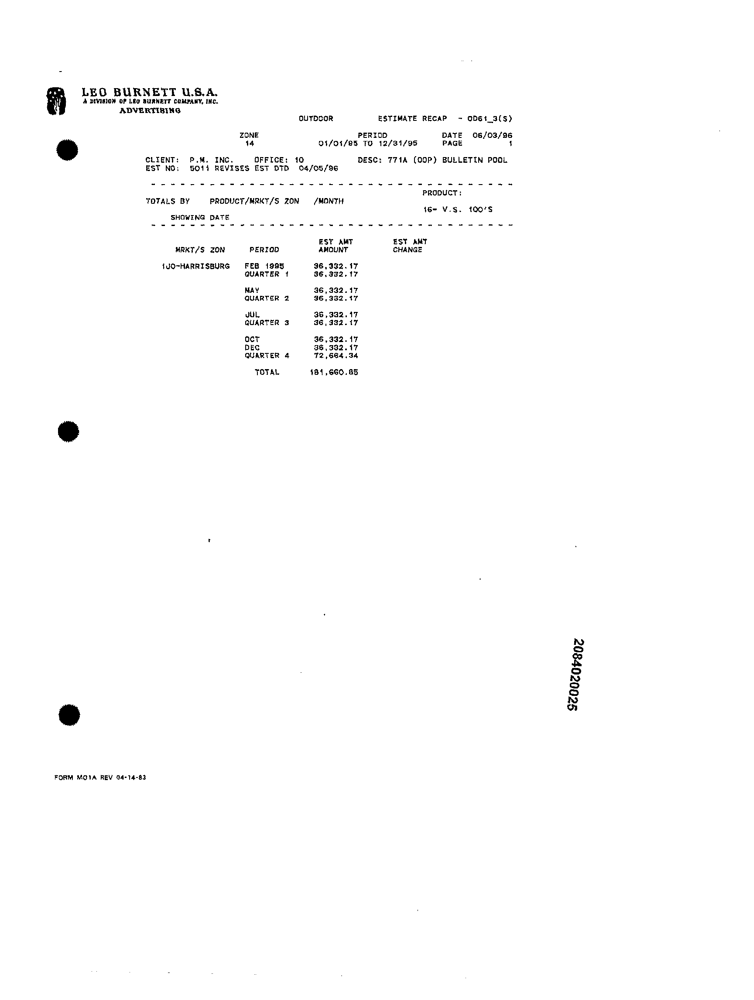 LEO BURNETT U.S.A.
A DIVISION OF LEO BURNETT COMPANY, INC.
ADVERTISING
OUTDOOR ESTIMATE RECAP - OD61_3(S)
ZONE PERIOD DATE 06/03/96
14 01/01/95 TO 12/31/95 PAGE 1
CLIENT: P.M. INC. OFFICE: 10 DESC: 771A (OOP) BULLETIN POOL
EST NO: 5011 REVISES EST DTD 04/05/96
PRODUCT:
TOTALS BY PRODUCT/MRKT/S ZON /MONTH
16- V.S. 100'S
SHOWING DATE
EST AMT EST AMT
MRKT/S ZON PERIOD AMOUNT CHANGE
1JO-HARRISBURG FEB 1995 36,332.17
QUARTER 1 36,332.17
MAY 36,332.17
QUARTER 2 36,332.17
JUL 36,332.17
QUARTER 3 36,332.17
OCT 36,332.17
DEC 36,332.17
QUARTER 4 72,664.34
TOTAL 181,660.85
2084020025
FORM MO1A REV 04-14-83